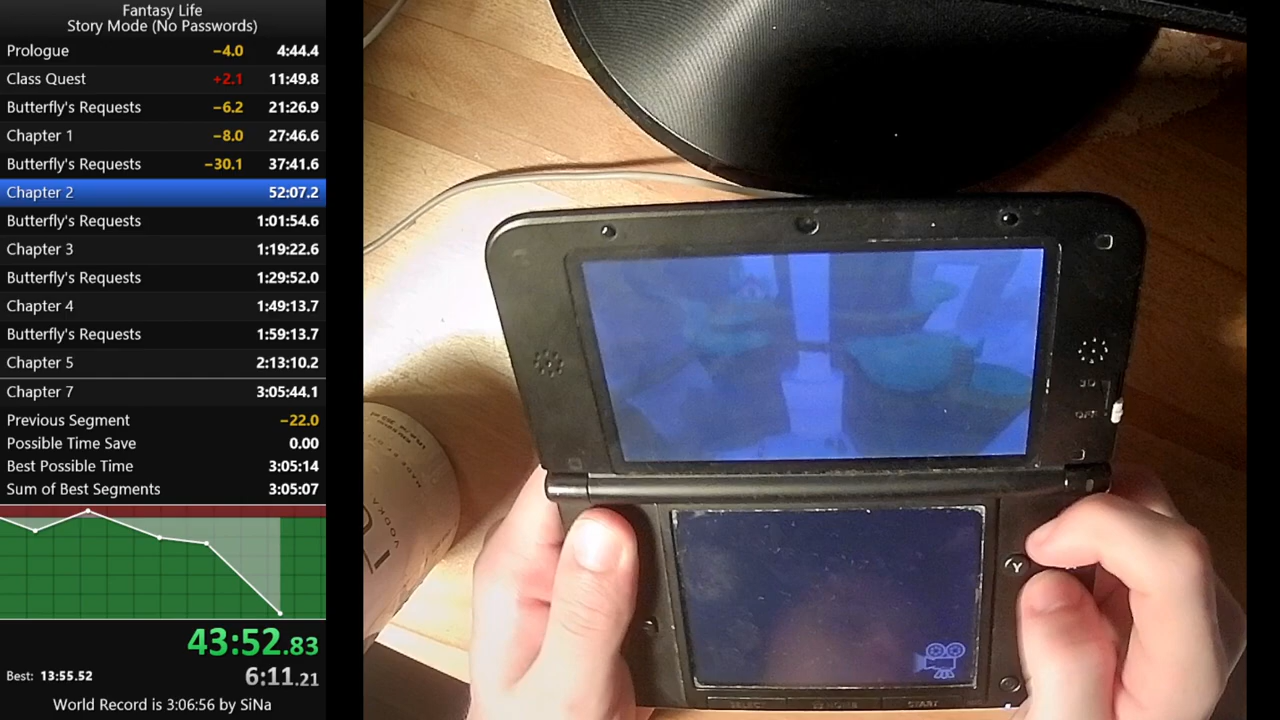 Fantasy Life
Story Mode (No Passwords)
Prologue −4.0 4:44.4
Class Quest +2.1 11:49.8
Butterfly's Requests −6.2 21:26.9
Chapter 1 −8.0 27:46.6
Butterfly's Requests −30.1 37:41.6
Chapter 2 52:07.2
Butterfly's Requests 1:01:54.6
Chapter 3 1:19:22.6
Butterfly's Requests 1:29:52.0
Chapter 4 1:49:13.7
Butterfly's Requests 1:59:13.7
Chapter 5 2:13:10.2
Chapter 7 3:05:44.1
Previous Segment −22.0
Possible Time Save 0.00
Best Possible Time 3:05:14
Sum of Best Segments 3:05:07
43:52.83
Best: 13:55.52 6:11.21
World Record is 3:06:56 by SiNa
3D
OFF
VODKA
Y
SELECT HOME START